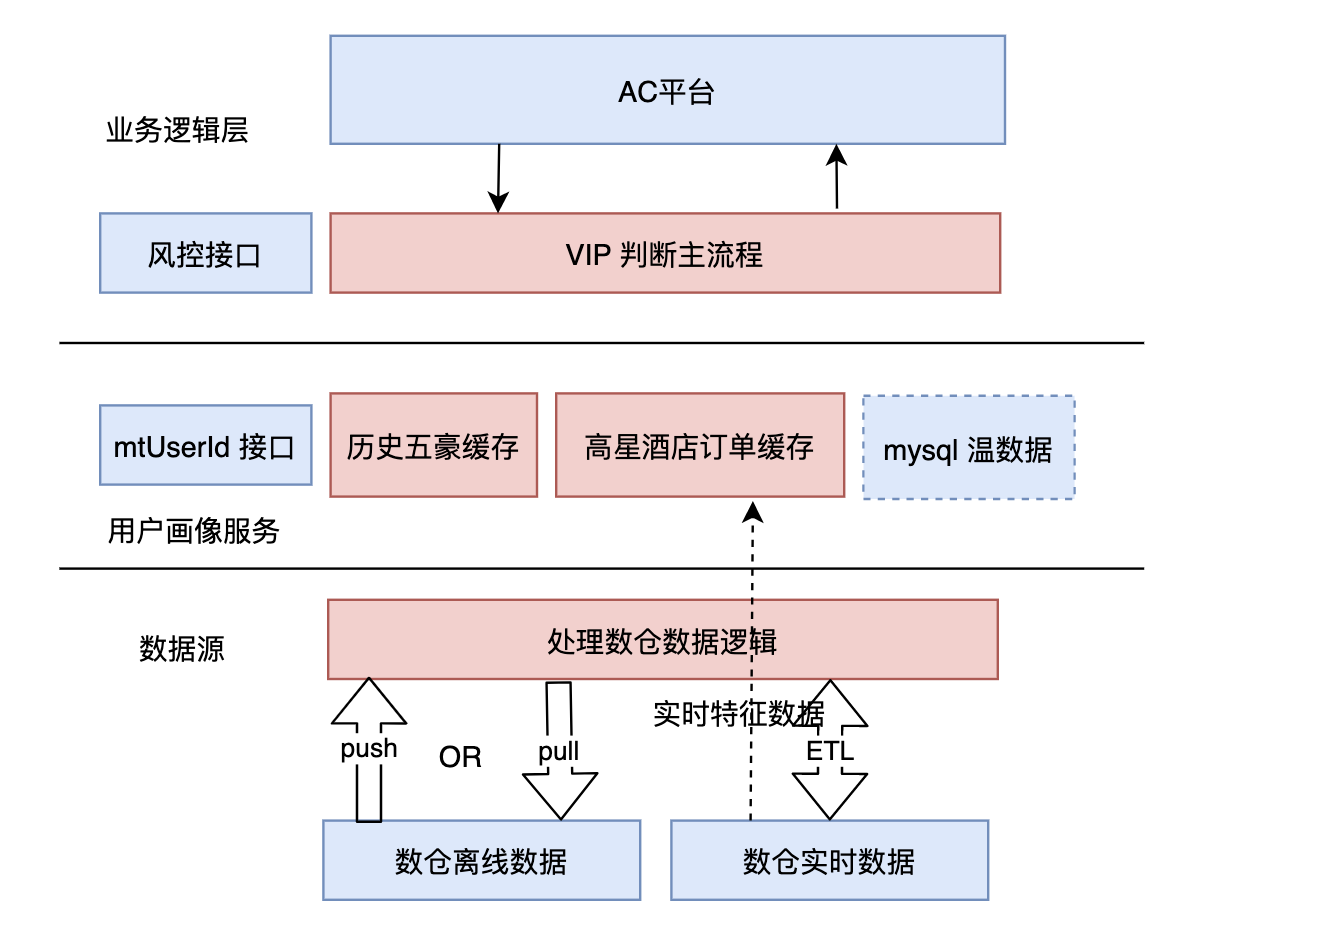 AC平台
业务逻辑层
风控接口
VIP 判断主流程
mtUserId 接口
历史五豪缓存
高星酒店订单缓存
mysql 温数据
用户画像服务
处理数仓数据逻辑
数据源
实时特征数据
push
OR
pull
ETL
数仓离线数据
数仓实时数据